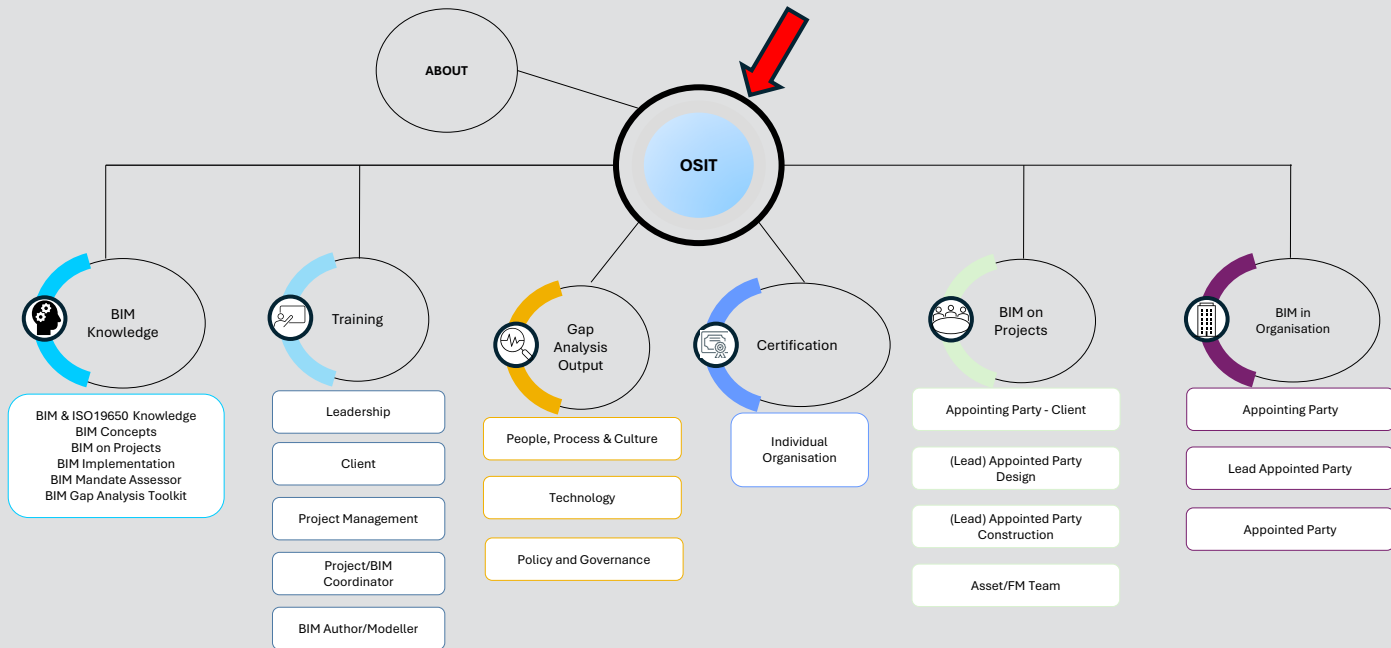 ABOUT
OSIT
BIM
Knowledge
BIM & ISO19650 Knowledge
BIM Concepts
BIM on Projects
BIM Implementation
BIM Mandate Assessor
BIM Gap Analysis Toolkit
Training
Leadership
Client
Project Management
Project/BIM
Coordinator
BIM Author/Modeller
Gap
Analysis
Output
People, Process & Culture
Technology
Policy and Governance
Certification
Individual
Organisation
BIM on
Projects
Appointing Party - Client
(Lead) Appointed Party
Design
(Lead) Appointed Party
Construction
Asset/FM Team
BIM in
Organisation
Appointing Party
Lead Appointed Party
Appointed Party